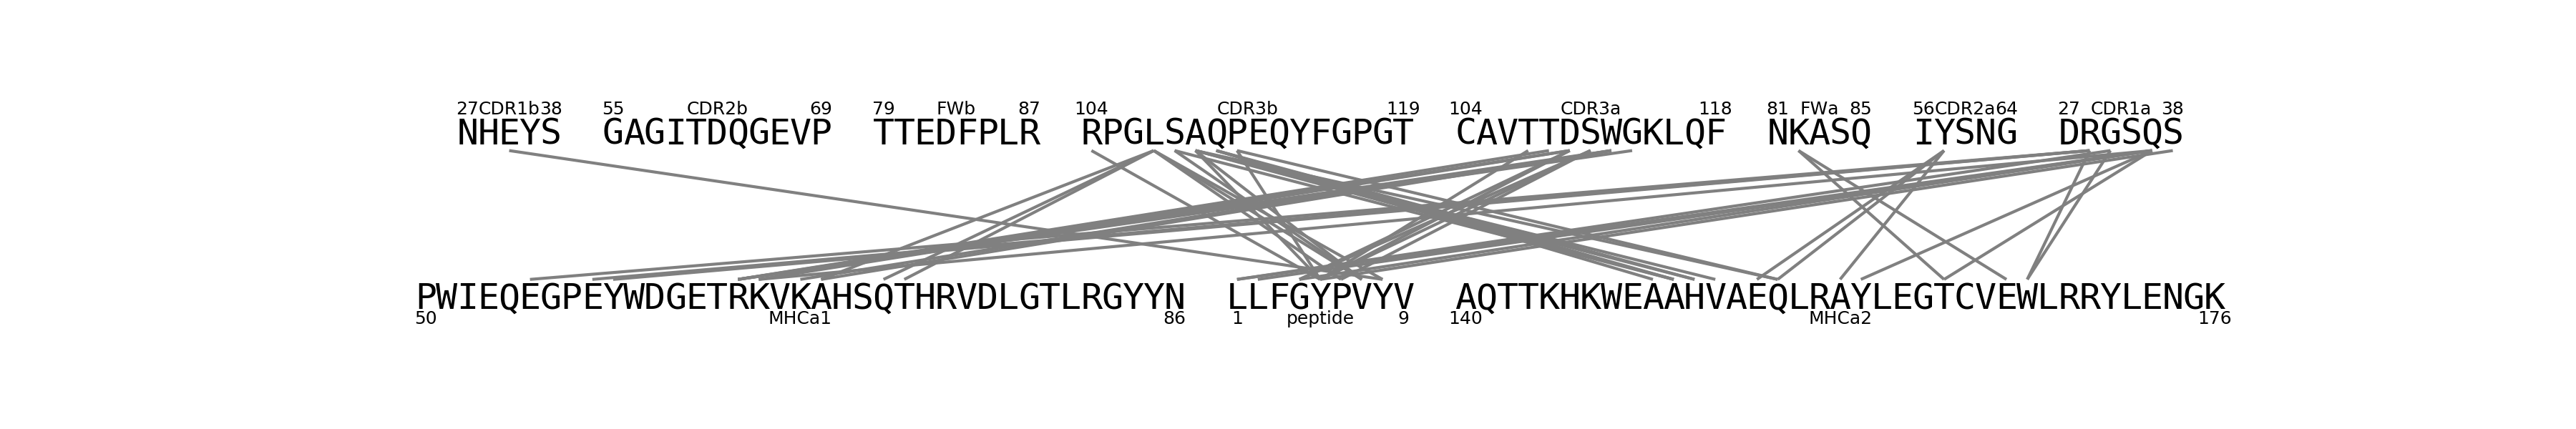 27CDR1b38 55 CDR2b 69 79 FWb 87 104 CDR3b 119 104 CDR3a 118 81 FWa 85 56CDR2a64 27 CDR1a 38
NHEYS GAGITDQGEVP TTEDFPLR RPGLSAQPEQYFGPGT CAVTTDSWGKLQF NKASQ IYSNG DRGSQS
PWIEQEGPEYWDGETRKVKAHSQTHRVDLGTLRGYYN LLFGYPVYV AQTTKHKWEAAHVAEQLRAYLEGTCVEWLRRYLENGK
50 MHCa1 86 1 peptide 9 140 MHCa2 176